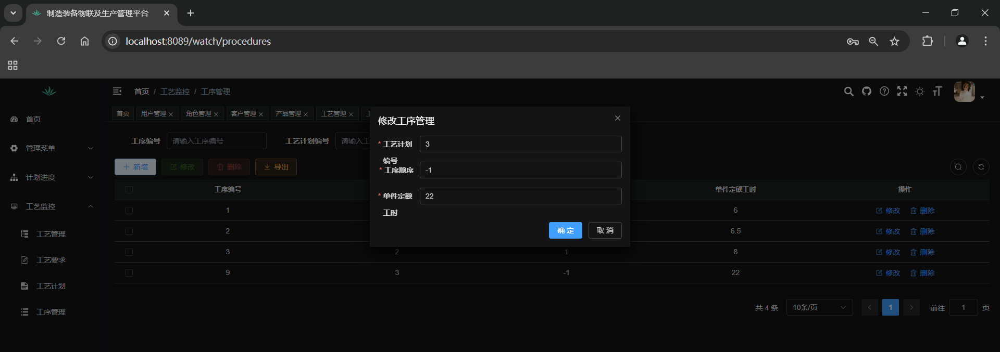 制造装备物联及生产管理平台
localhost:8089/watch/procedures
首页 / 工艺监控 / 工序管理
首页
用户管理
角色管理
客户管理
产品管理
工艺管理
首页
管理菜单
计划进度
工艺监控
工艺管理
工艺要求
工艺计划
工序管理
工序编号 请输入工序编号
工艺计划编号 请输入工
新增 修改 删除 导出
工序编号 单件定额工时 操作
1 6 修改 删除
2 6.5 修改 删除
3 2 1 8 修改 删除
9 3 -1 22 修改 删除
共 4 条 10条/页 1 前往 1 页
修改工序管理
* 工艺计划编号 3
* 工序顺序 -1
* 单件定额工时 22
确 定 取 消